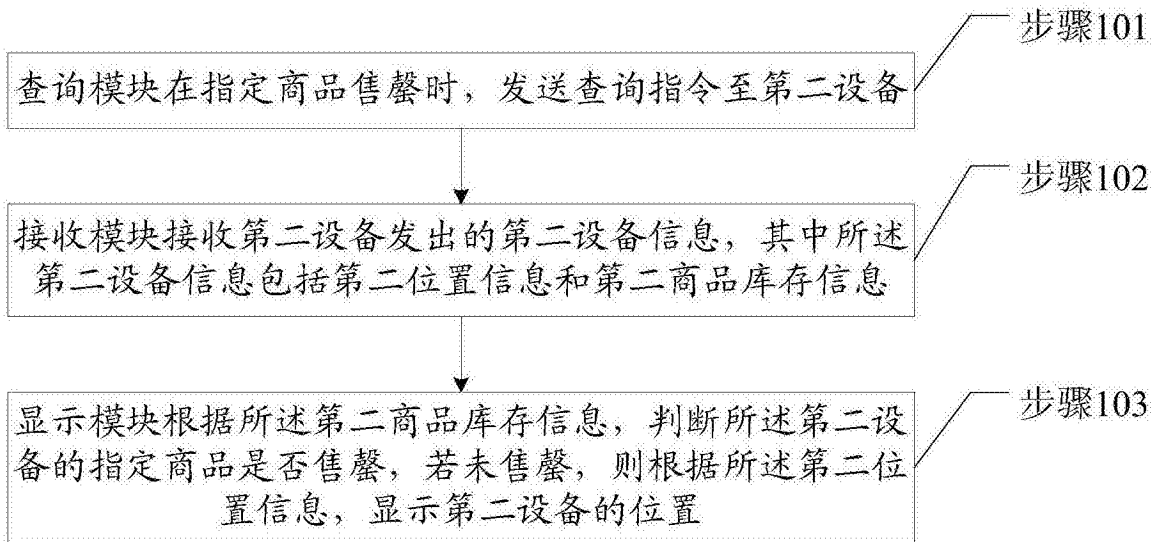 步骤101
查询模块在指定商品售罄时，发送查询指令至第二设备
步骤102
接收模块接收第二设备发出的第二设备信息，其中所述
第二设备信息包括第二位置信息和第二商品库存信息
步骤103
显示模块根据所述第二商品库存信息，判断所述第二设
备的指定商品是否售罄，若未售罄，则根据所述第二位
置信息，显示第二设备的位置